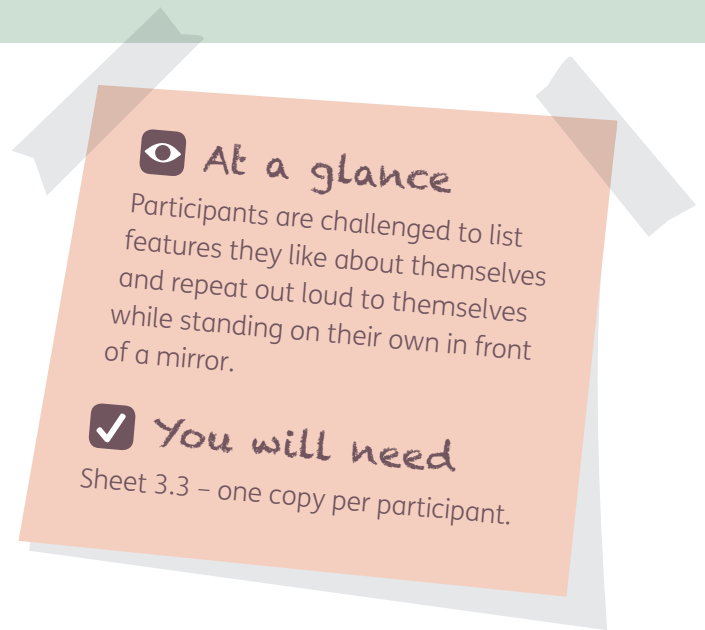 At a glance
Participants are challenged to list
features they like about themselves
and repeat out loud to themselves
while standing on their own in front
of a mirror.
You will need
Sheet 3.3 – one copy per participant.